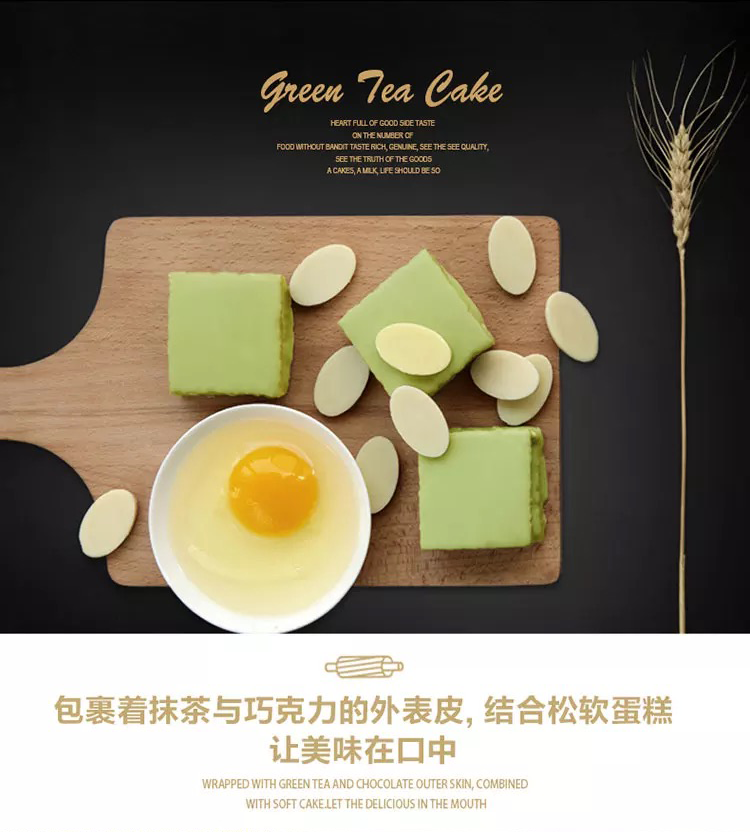 Green Tea Cake
HEART FULL OF GOOD SIDE TASTE
ON THE NUMBER OF
FOOD WITHOUT BANDIT TASTE RICH, GENUINE, SEE THE SEE QUALITY,
SEE THE TRUTH OF THE GOODS
A CAKES, A MILK, LIFE SHOULD BE SO
包裹着抹茶与巧克力的外表皮, 结合松软蛋糕
让美味在口中
WRAPPED WITH GREEN TEA AND CHOCOLATE OUTER SKIN, COMBINED
WITH SOFT CAKE.LET THE DELICIOUS IN THE MOUTH